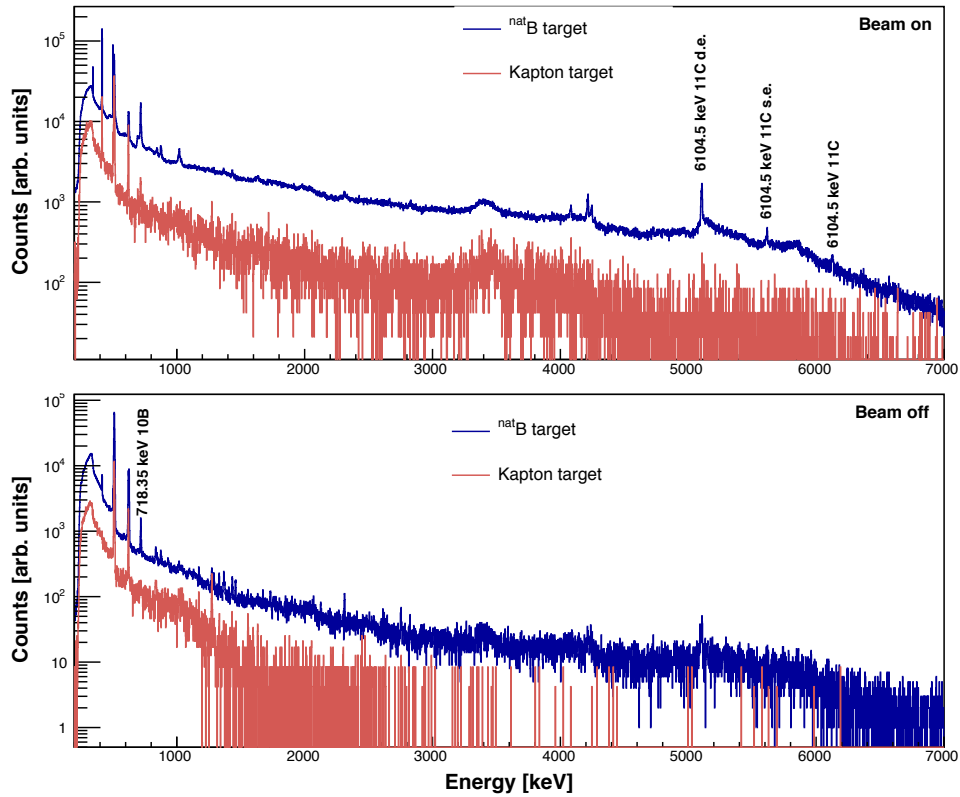 Beam on
natB target
Kapton target
6104.5 keV 11C d.e.
6104.5 keV 11C s.e.
6104.5 keV 11C
Counts [arb. units]
10^5
10^4
10^3
10^2
1000 2000 3000 4000 5000 6000 7000
Beam off
natB target
Kapton target
718.35 keV 10B
Counts [arb. units]
10^5
10^4
10^3
10^2
10
1
1000 2000 3000 4000 5000 6000 7000
Energy [keV]